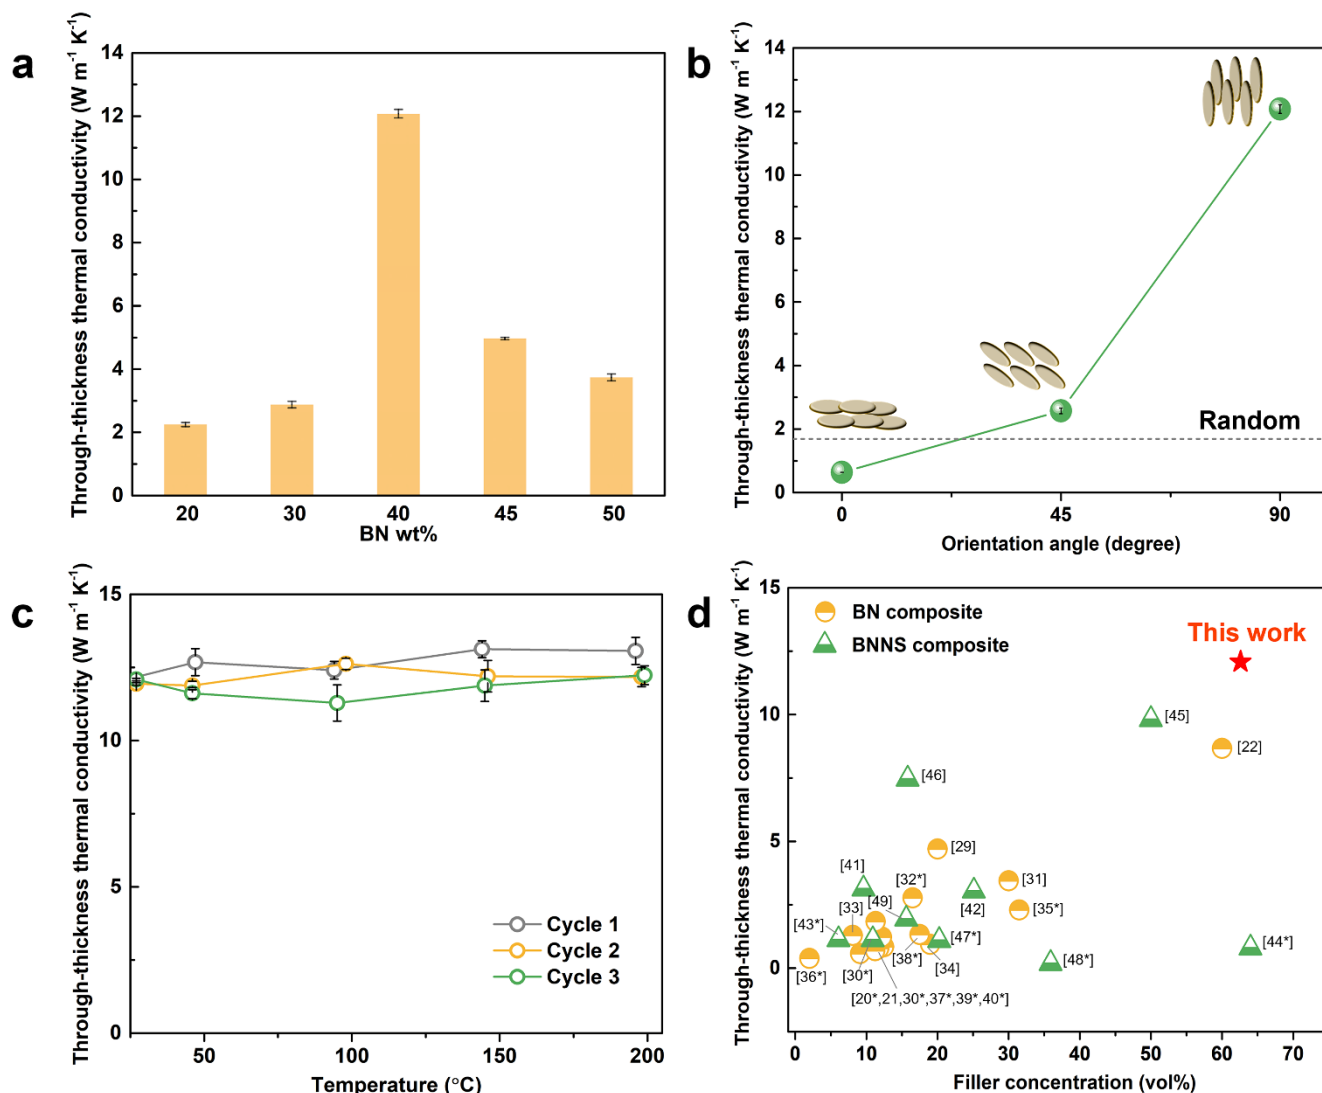 a
Through-thickness thermal conductivity (W m⁻¹ K⁻¹)
14
12
10
8
6
4
2
0
20 30 40 45 50
BN wt%
b
Through-thickness thermal conductivity (W m⁻¹ K⁻¹)
14
12
10
8
6
4
2
0
Random
0 45 90
Orientation angle (degree)
c
Through-thickness thermal conductivity (W m⁻¹ K⁻¹)
15
10
5
0
Cycle 1
Cycle 2
Cycle 3
50 100 150 200
Temperature (°C)
d
Through-thickness thermal conductivity (W m⁻¹ K⁻¹)
15
10
5
0
BN composite
BNNS composite
This work
[45]
[22]
[46]
[29]
[41]
[32*]
[31]
[33]
[49]
[42]
[35*]
[43*]
[47*]
[36*]
[30*]
[38*]
[34]
[48*]
[44*]
[20*,21,30*,37*,39*,40*]
0 10 20 30 40 50 60 70
Filler concentration (vol%)